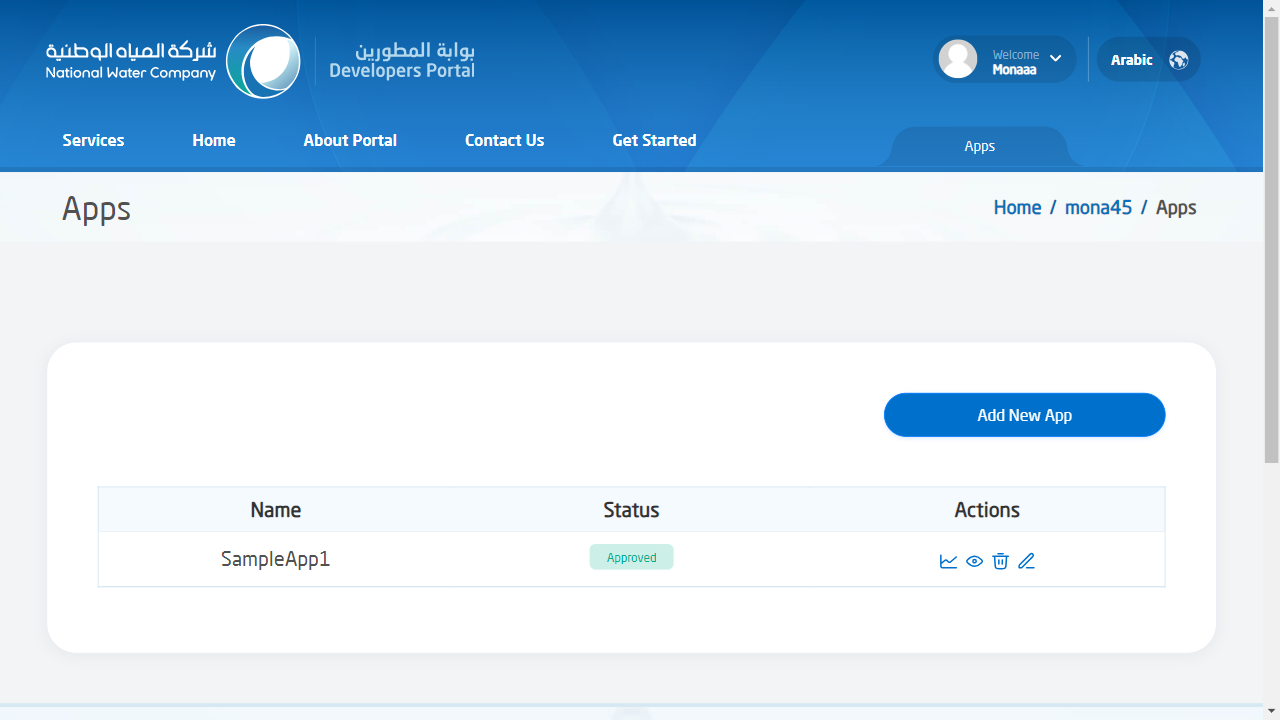 شركة المياه الوطنية
National Water Company
بوابة المطورين
Developers Portal
Welcome
Monaaa
Arabic
Services Home About Portal Contact Us Get Started Apps
Apps
Home / mona45 / Apps
Add New App
Name Status Actions
SampleApp1 Approved